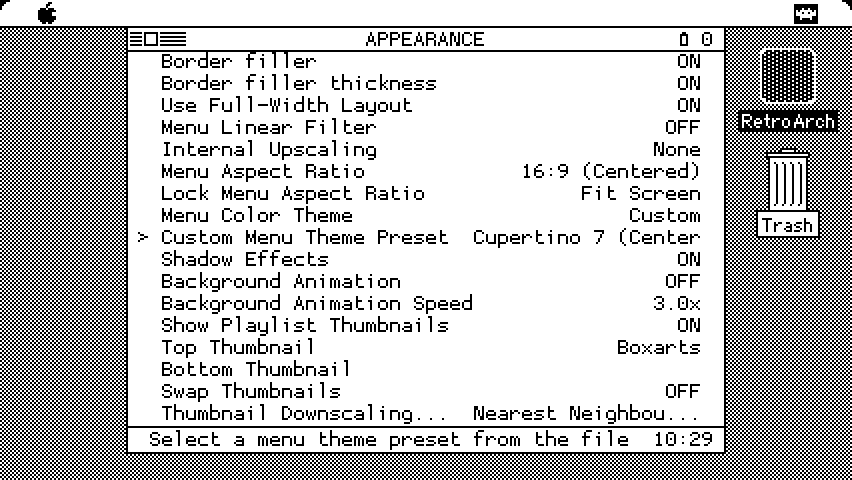 APPEARANCE 0
Border filler ON
Border filler thickness ON
Use Full-Width Layout ON
Menu Linear Filter OFF
Internal Upscaling None
Menu Aspect Ratio 16:9 (Centered)
Lock Menu Aspect Ratio Fit Screen
Menu Color Theme Custom
> Custom Menu Theme Preset Cupertino 7 (Center
Shadow Effects ON
Background Animation OFF
Background Animation Speed 3.0x
Show Playlist Thumbnails ON
Top Thumbnail Boxarts
Bottom Thumbnail
Swap Thumbnails OFF
Thumbnail Downscaling... Nearest Neighbou...
Select a menu theme preset from the file 10:29
RetroArch
Trash